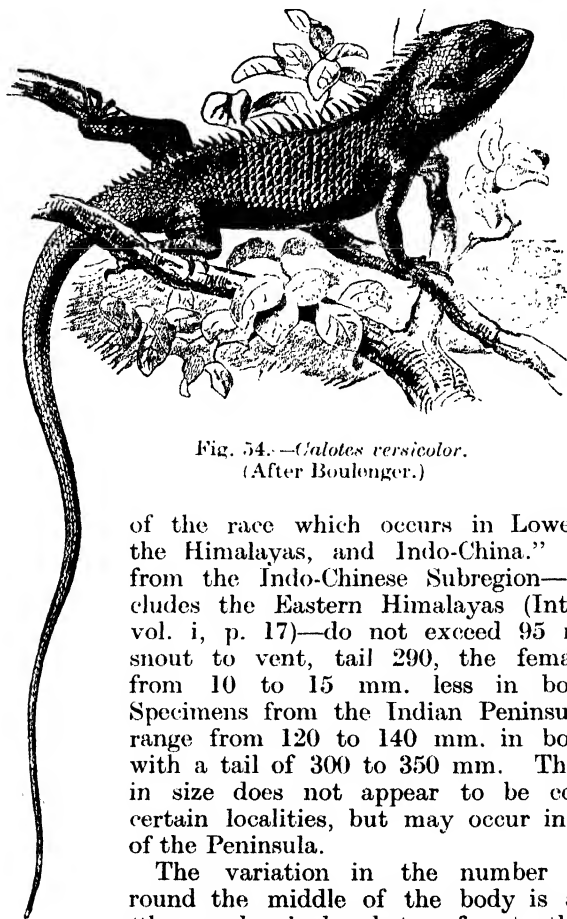 Fig. 54.—Calotes versicolor.
(After Boulenger.)
of the race which occurs in Lowe
the Himalayas, and Indo-China.”
from the Indo-Chinese Subregion—
cludes the Eastern Himalayas (Int
vol. i, p. 17)—do not exceed 95
snout to vent, tail 290, the fema
from 10 to 15 mm. less in bo
Specimens from the Indian Peninsu
range from 120 to 140 mm. in bo
with a tail of 300 to 350 mm. Th
in size does not appear to be co
certain localities, but may occur in
of the Peninsula.
The variation in the number
round the middle of the body is